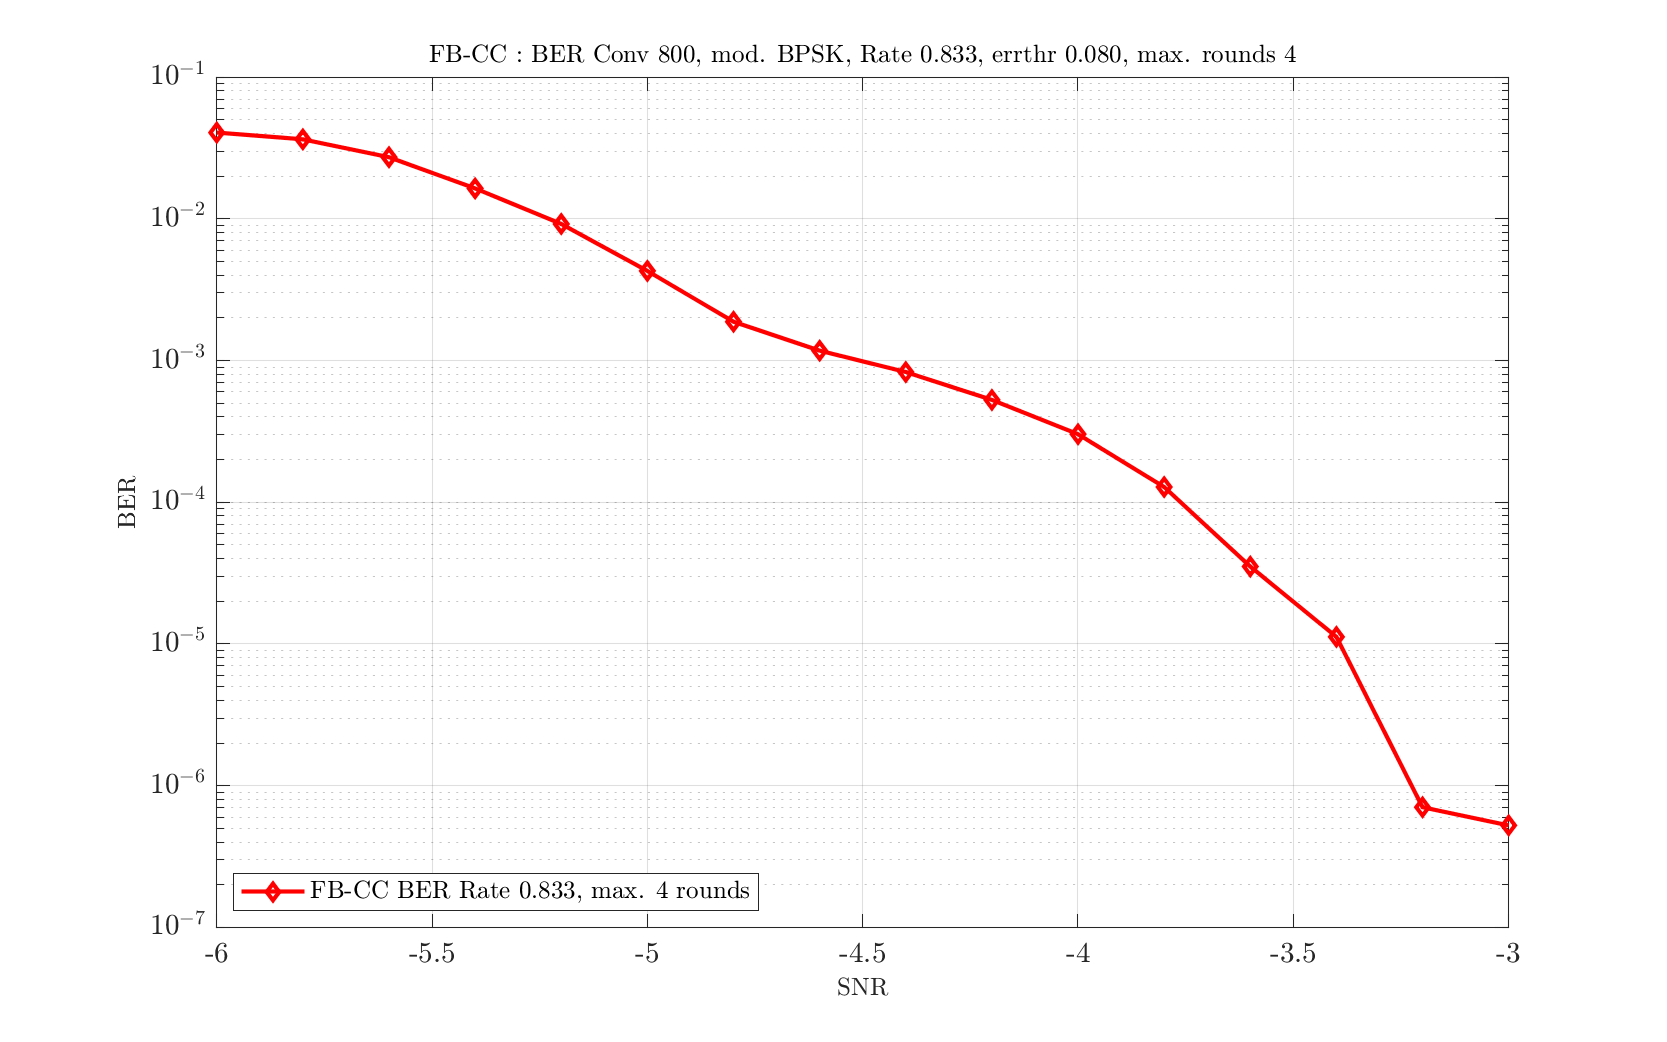 FB-CC : BER Conv 800, mod. BPSK, Rate 0.833, errthr 0.080, max. rounds 4
10⁻¹
10⁻²
10⁻³
10⁻⁴
10⁻⁵
10⁻⁶
10⁻⁷
BER
FB-CC BER Rate 0.833, max. 4 rounds
-6 -5.5 -5 -4.5 -4 -3.5 -3
SNR